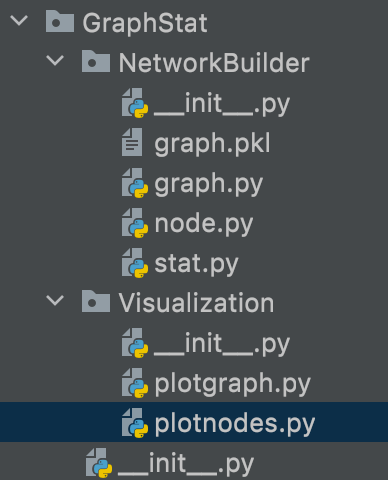 GraphStat
NetworkBuilder
__init__.py
graph.pkl
graph.py
node.py
stat.py
Visualization
__init__.py
plotgraph.py
plotnodes.py
__init__.py